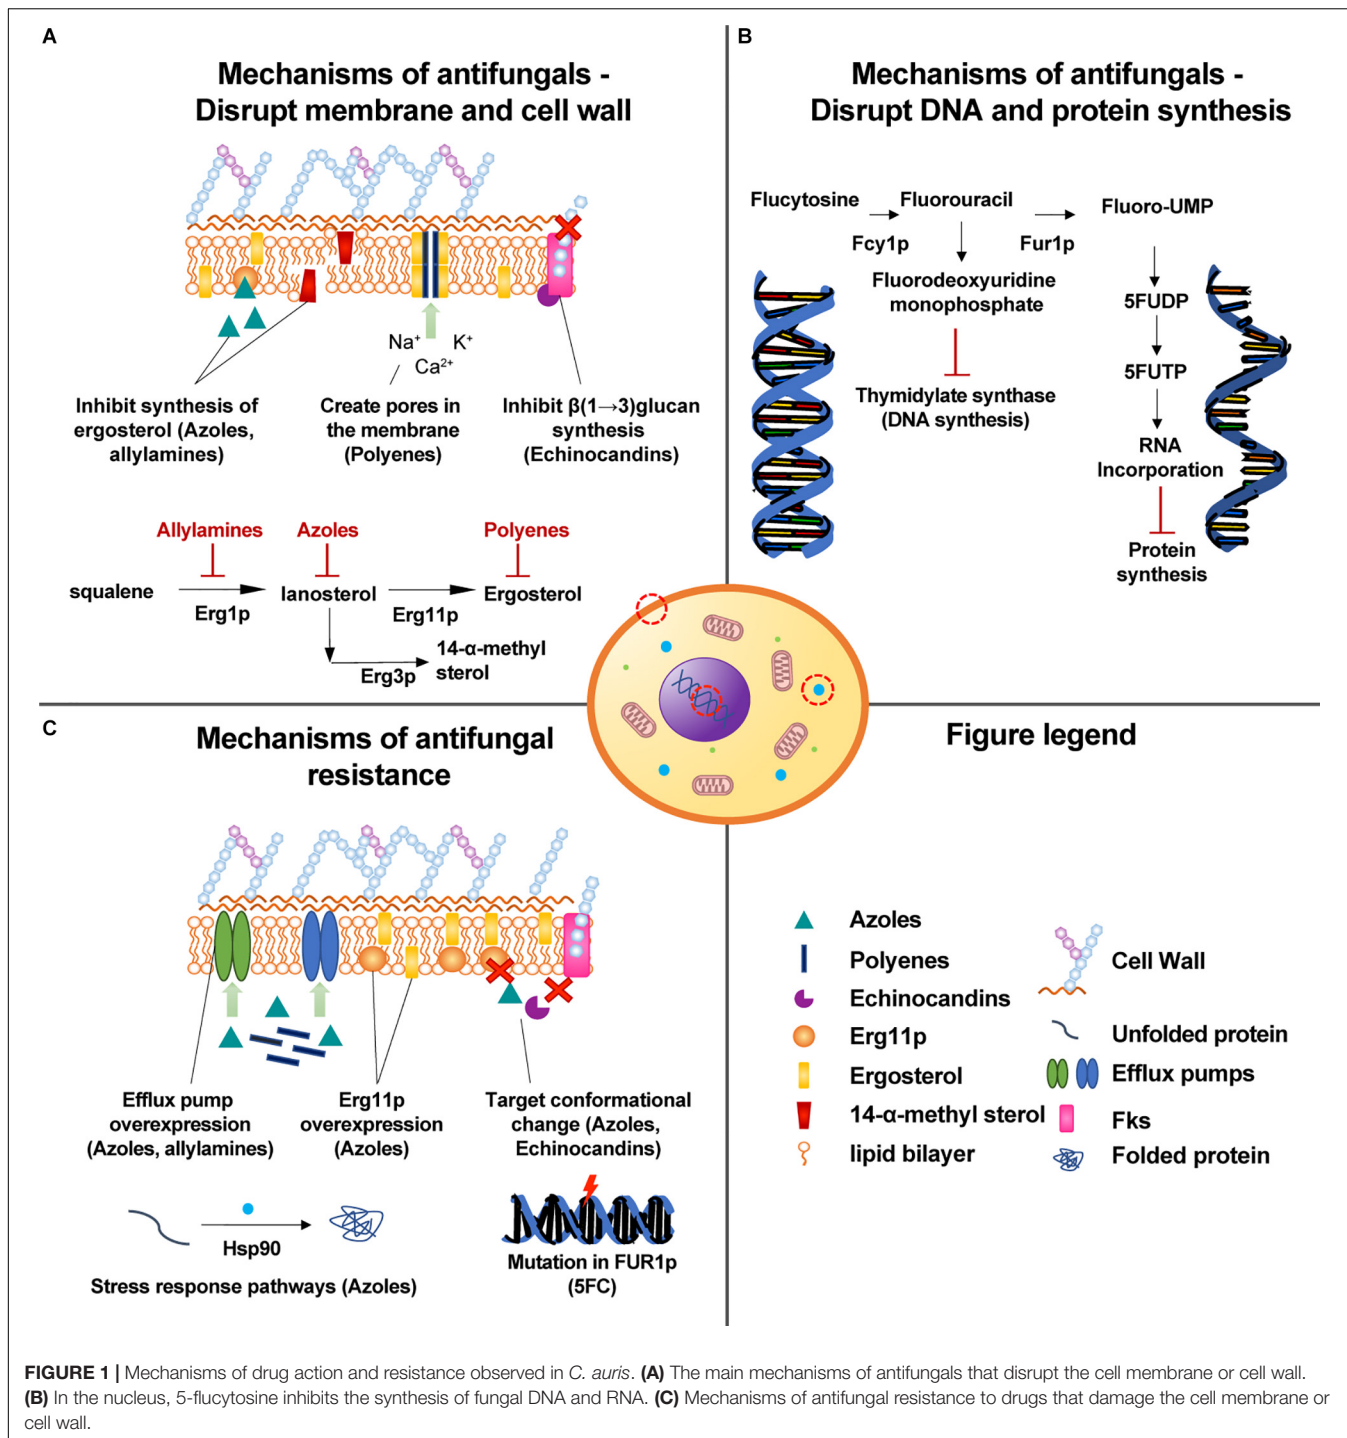 A
Mechanisms of antifungals -
Disrupt membrane and cell wall
Na⁺
K⁺
Ca²⁺
Inhibit synthesis of
ergosterol (Azoles,
allylamines)
Create pores in
the membrane
(Polyenes)
Inhibit β(1→3)glucan
synthesis
(Echinocandins)
Allylamines
Azoles
Polyenes
squalene
Erg1p
lanosterol
Erg11p
Ergosterol
Erg3p
14-α-methyl
sterol
B
Mechanisms of antifungals -
Disrupt DNA and protein synthesis
Flucytosine
Fcy1p
Fluorouracil
Fur1p
Fluoro-UMP
Fluorodeoxyuridine
monophosphate
Thymidylate synthase
(DNA synthesis)
5FUDP
5FUTP
RNA
Incorporation
Protein
synthesis
C
Mechanisms of antifungal
resistance
Efflux pump
overexpression
(Azoles, allylamines)
Erg11p
overexpression
(Azoles)
Target conformational
change (Azoles,
Echinocandins)
Hsp90
Stress response pathways (Azoles)
Mutation in FUR1p
(5FC)
Figure legend
Azoles
Polyenes
Echinocandins
Erg11p
Ergosterol
14-α-methyl sterol
lipid bilayer
Cell Wall
Unfolded protein
Efflux pumps
Fks
Folded protein
FIGURE 1 | Mechanisms of drug action and resistance observed in C. auris. (A) The main mechanisms of antifungals that disrupt the cell membrane or cell wall.
(B) In the nucleus, 5-flucytosine inhibits the synthesis of fungal DNA and RNA. (C) Mechanisms of antifungal resistance to drugs that damage the cell membrane or
cell wall.